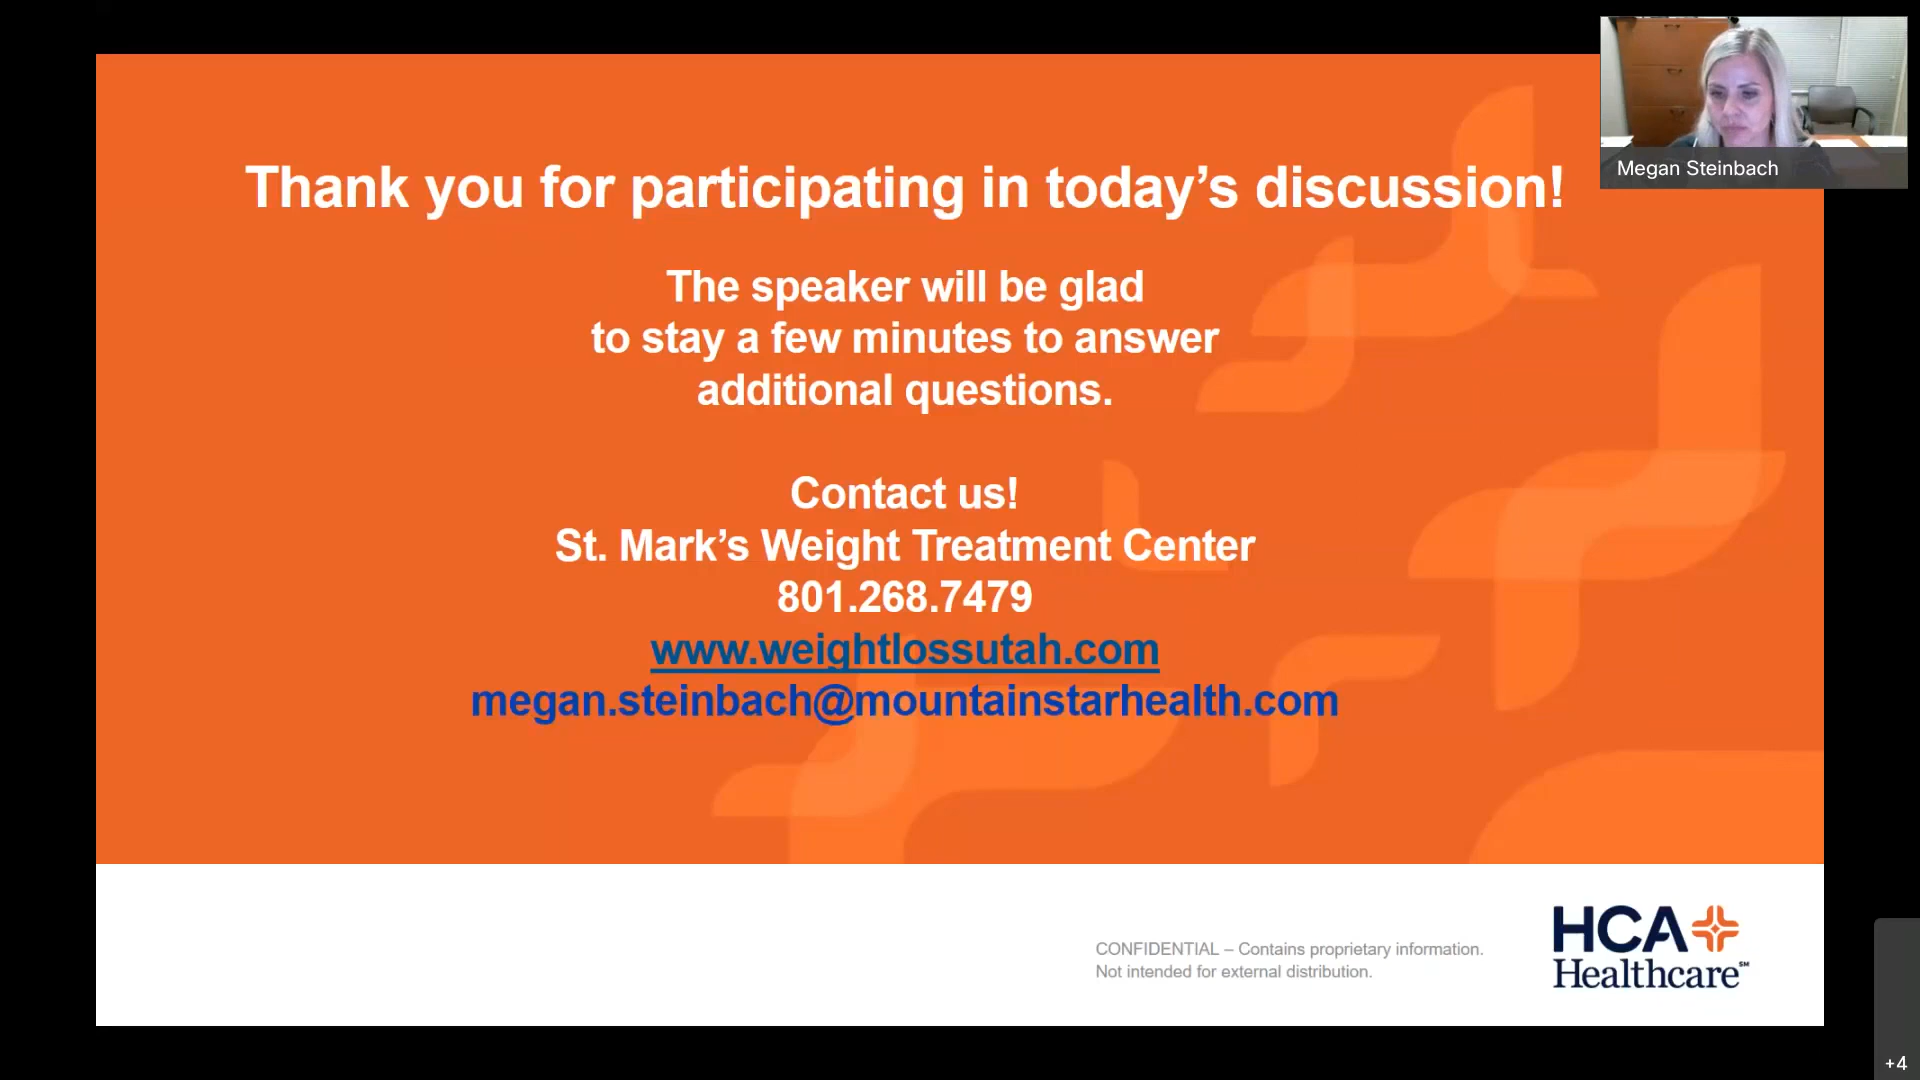 Megan Steinbach
Thank you for participating in today’s discussion!
The speaker will be glad
to stay a few minutes to answer
additional questions.
Contact us!
St. Mark’s Weight Treatment Center
801.268.7479
www.weightlossutah.com
megan.steinbach@mountainstarhealth.com
CONFIDENTIAL – Contains proprietary information.
Not intended for external distribution.
HCA
Healthcare℠
+4